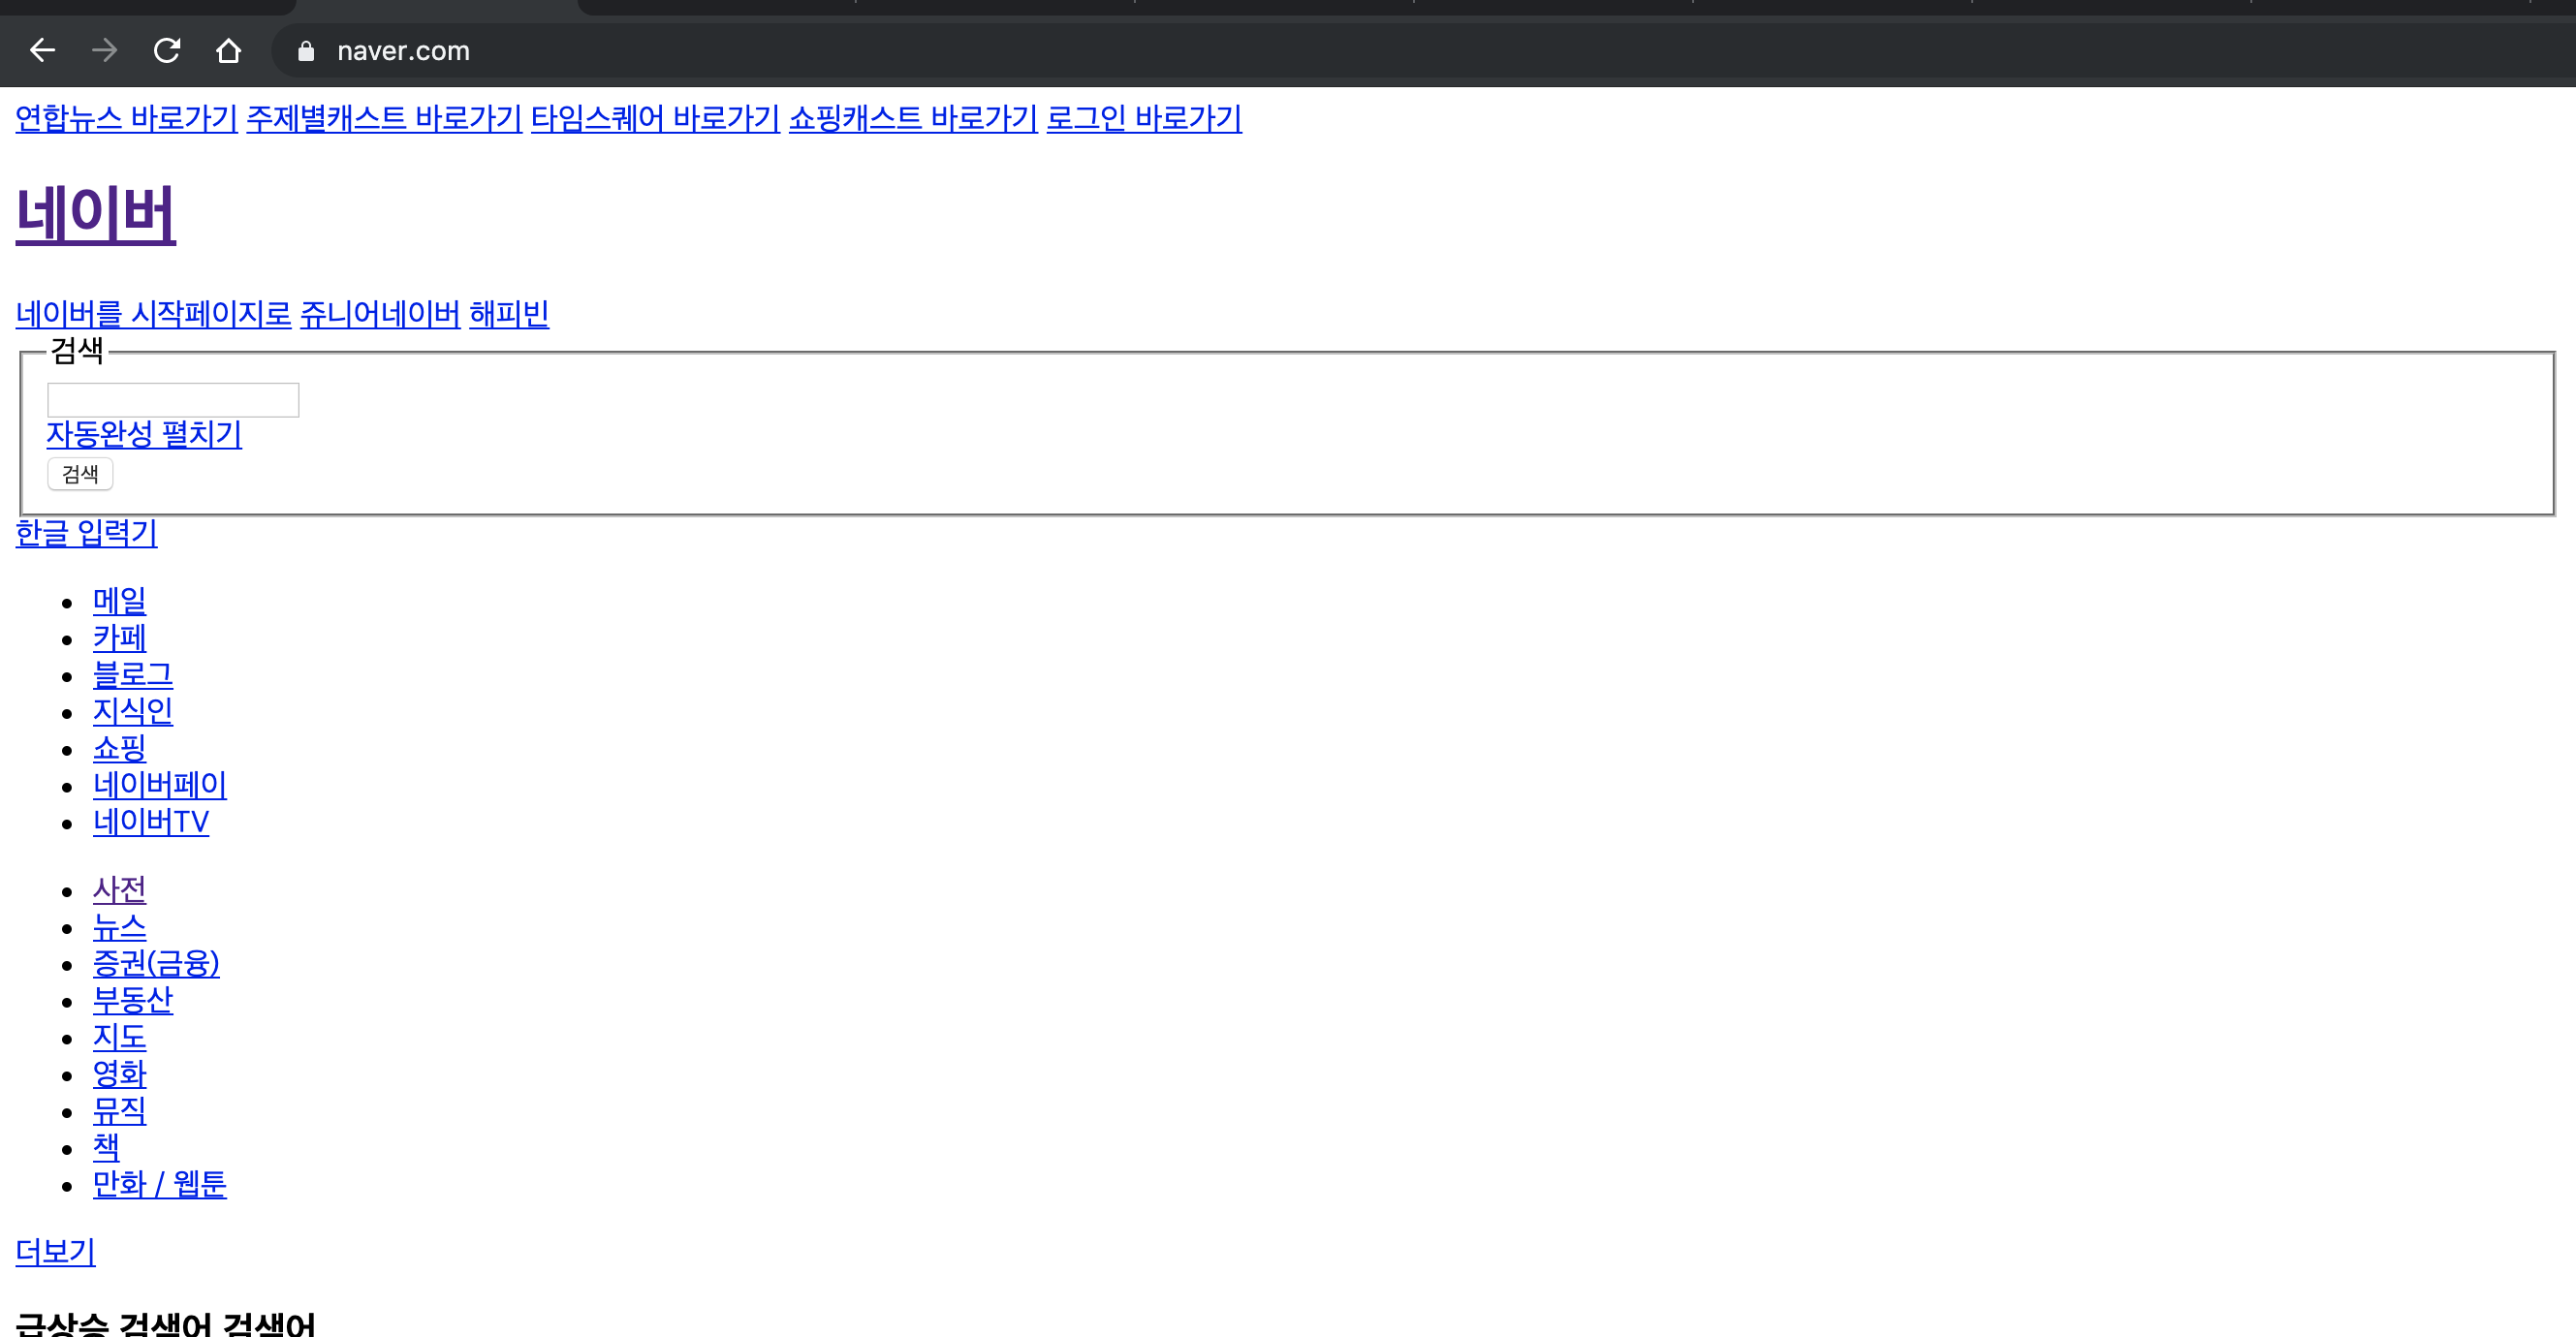 naver.com
연합뉴스 바로가기 주제별캐스트 바로가기 타임스퀘어 바로가기 쇼핑캐스트 바로가기 로그인 바로가기
네이버
네이버를 시작페이지로 쥬니어네이버 해피빈
검색
자동완성 펼치기
검색
한글 입력기
메일
카페
블로그
지식인
쇼핑
네이버페이
네이버TV
사전
뉴스
증권(금융)
부동산
지도
영화
뮤직
책
만화 / 웹툰
더보기
급상승 검색어 검색어